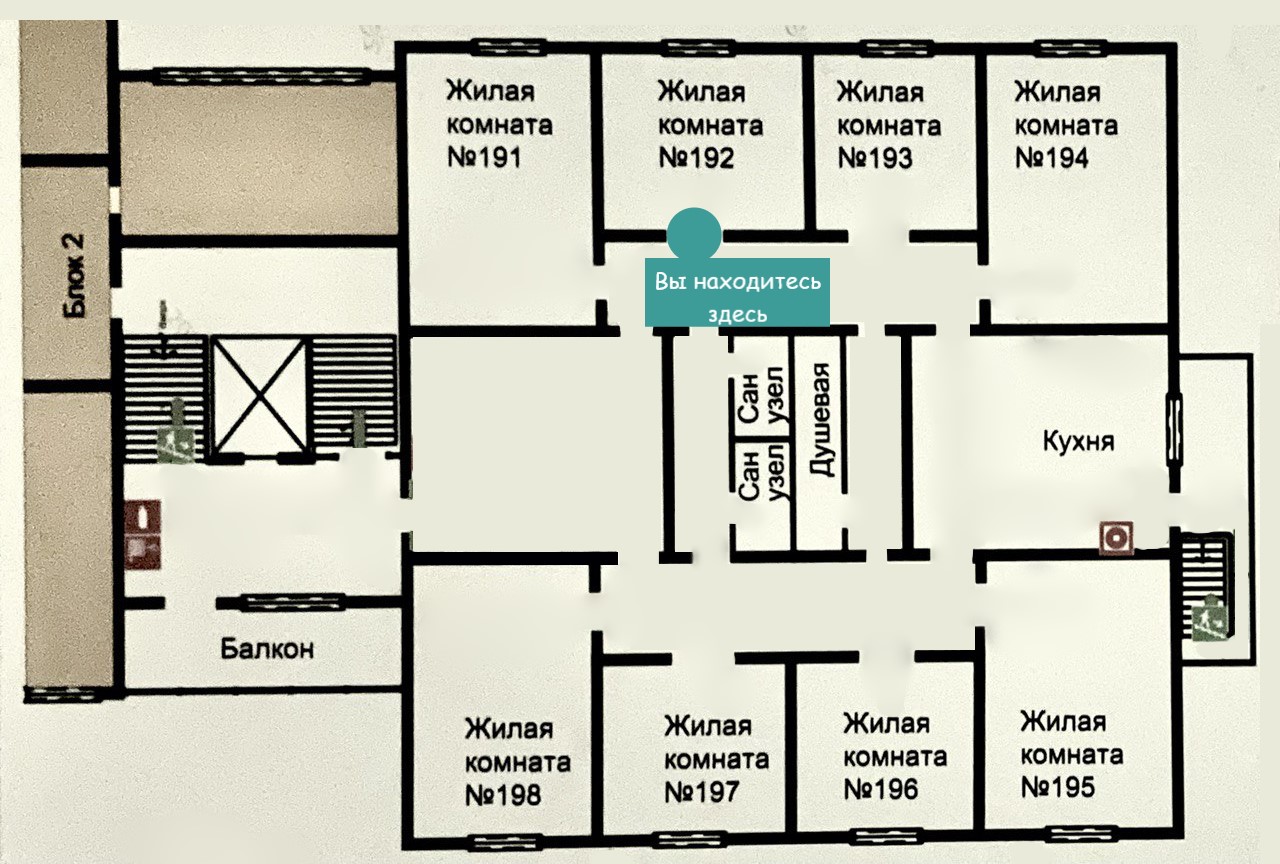 Жилая
комната
№191
Жилая
комната
№192
Жилая
комната
№193
Жилая
комната
№194
Блок 2
Вы находитесь
здесь
Сан
узел
Сан
узел
Душевая
Кухня
Балкон
Жилая
комната
№198
Жилая
комната
№197
Жилая
комната
№196
Жилая
комната
№195